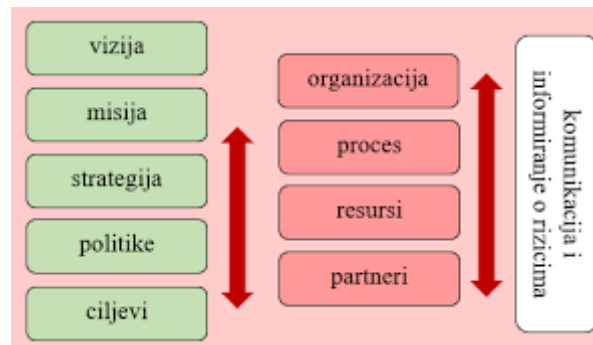 vizija
misija
strategija
politike
ciljevi
organizacija
proces
resursi
partneri
komunikacija i
informiranje o rizicima